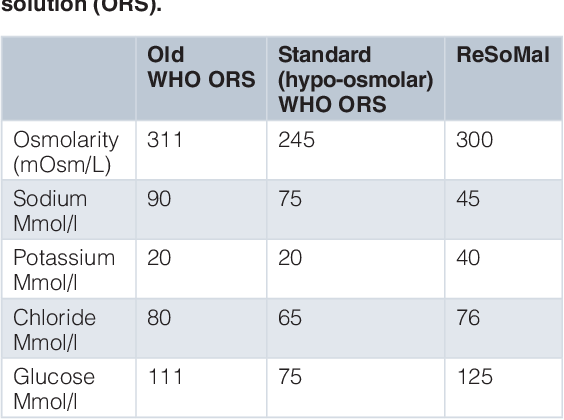 solution (ORS).
Old WHO ORS
Standard (hypo-osmolar) WHO ORS
ReSoMal
Osmolarity (mOsm/L) 311 245 300
Sodium Mmol/l 90 75 45
Potassium Mmol/l 20 20 40
Chloride Mmol/l 80 65 76
Glucose Mmol/l 111 75 125